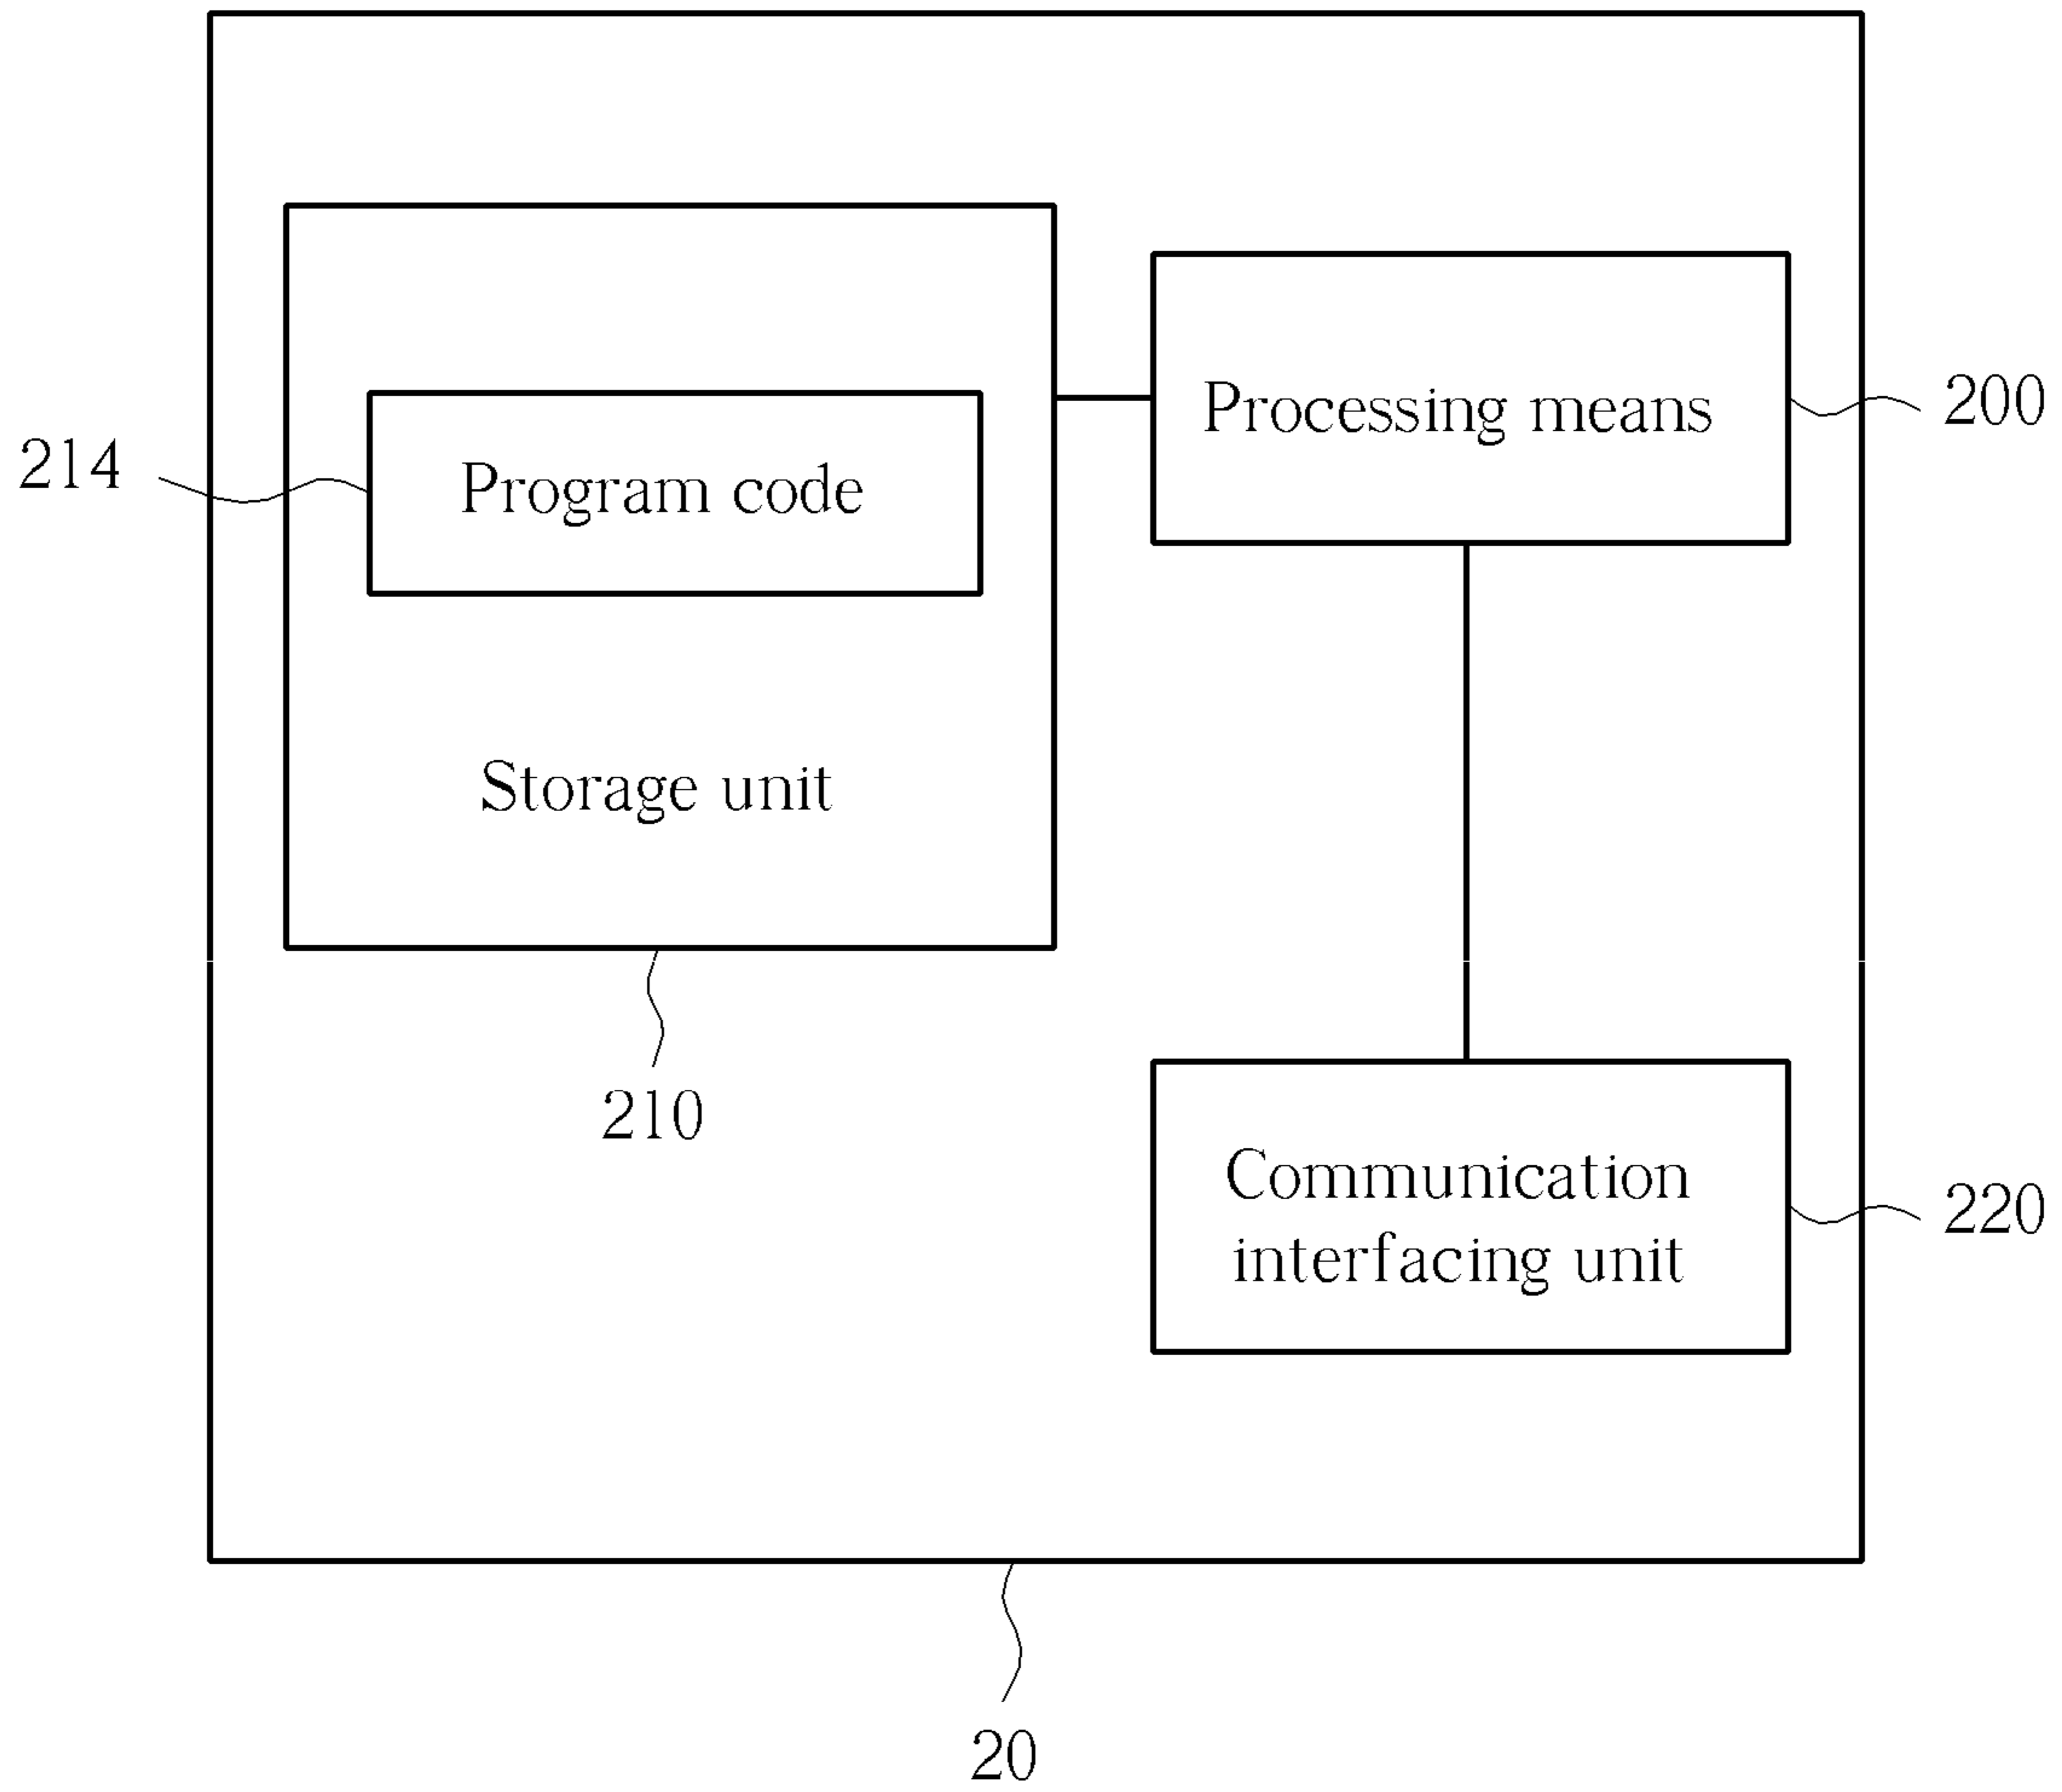 Processing means
200
214
Program code
Storage unit
210
Communication
interfacing unit
220
20